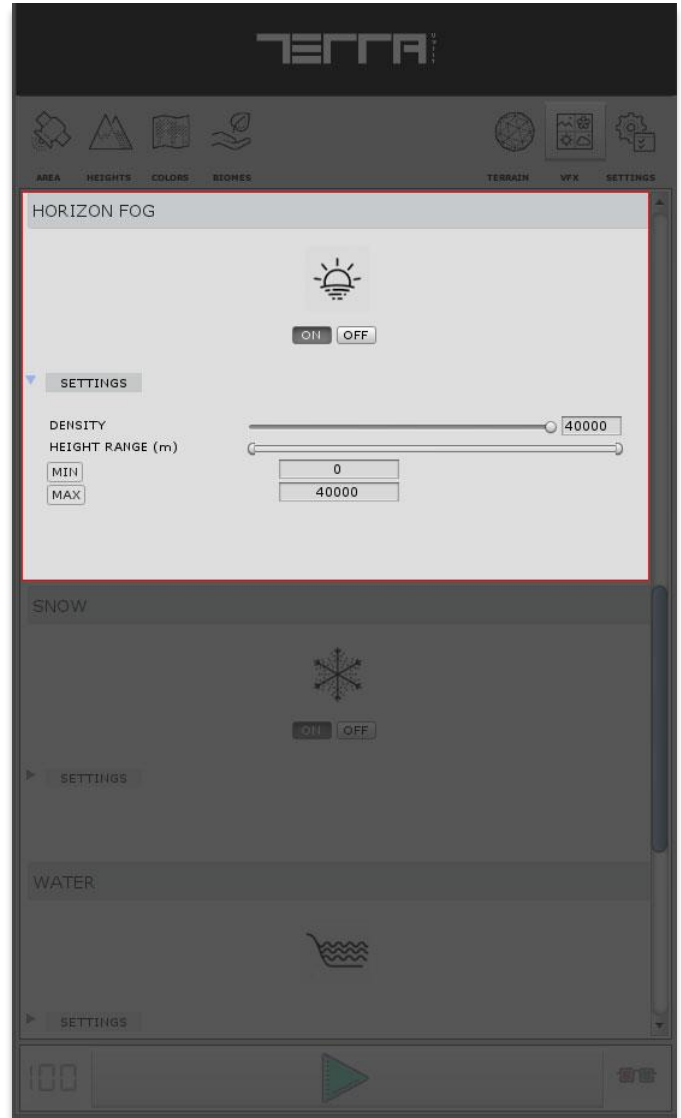 TERRA
UNITY
AREA HEIGHTS COLORS BIOMES TERRAIN VFX SETTINGS
HORIZON FOG
ON OFF
SETTINGS
DENSITY 40000
HEIGHT RANGE (m)
MIN 0
MAX 40000
SNOW
ON OFF
SETTINGS
WATER
SETTINGS
100